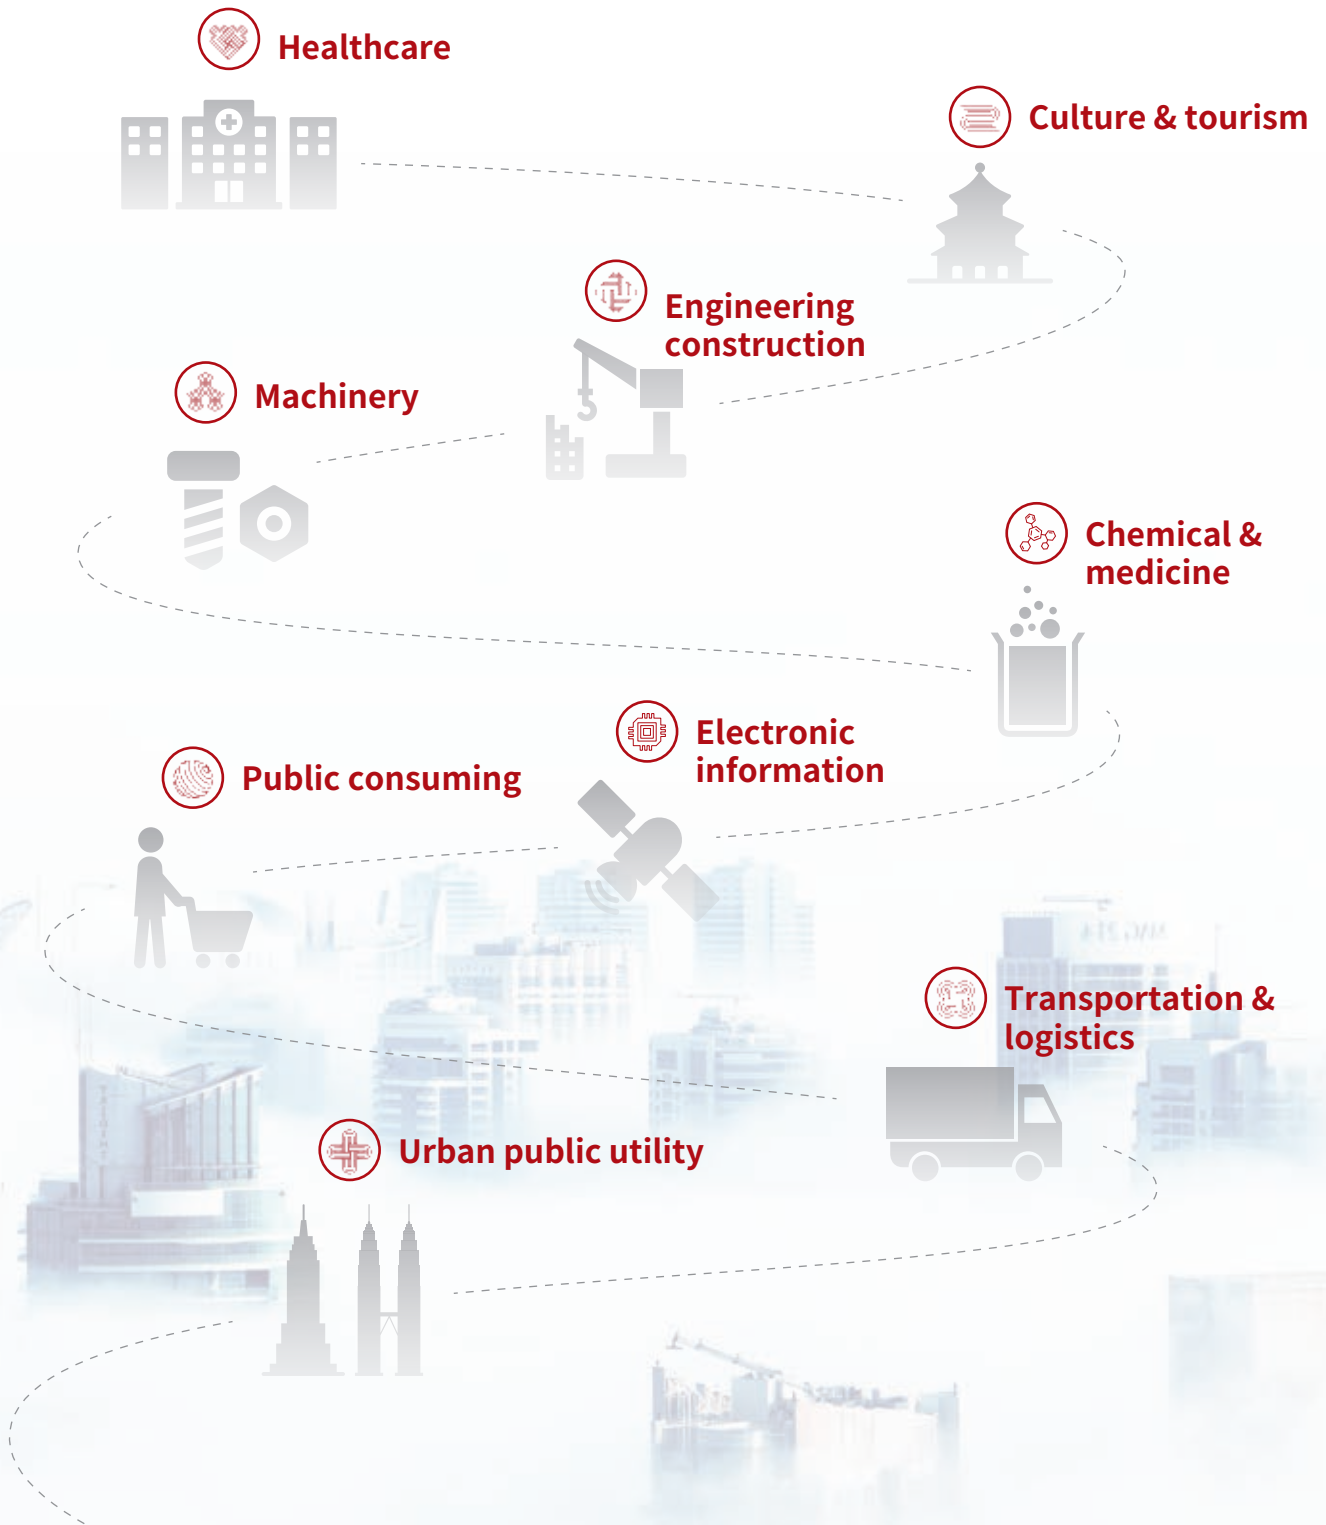 Healthcare
Culture & tourism
Engineering
construction
Machinery
Chemical &
medicine
Electronic
information
Public consuming
Transportation &
logistics
Urban public utility